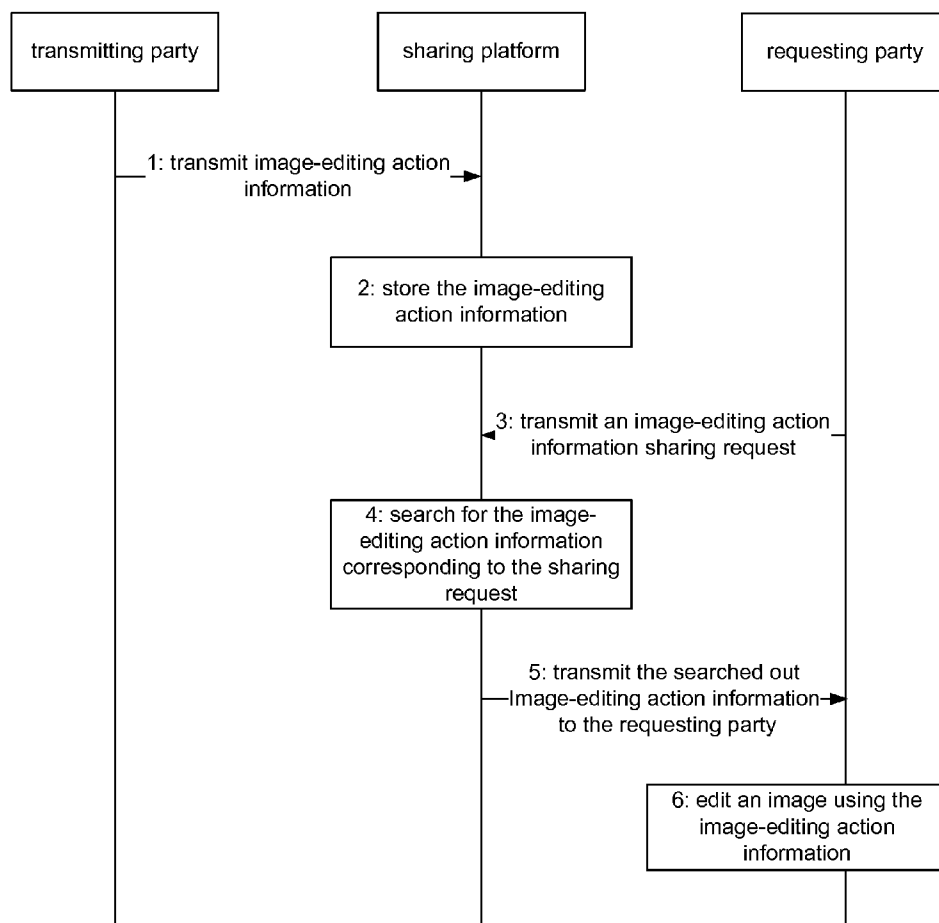 transmitting party
sharing platform
requesting party
1: transmit image-editing action
information
2: store the image-editing
action information
3: transmit an image-editing action
information sharing request
4: search for the image-
editing action information
corresponding to the sharing
request
5: transmit the searched out
Image-editing action information
to the requesting party
6: edit an image using the
image-editing action
information